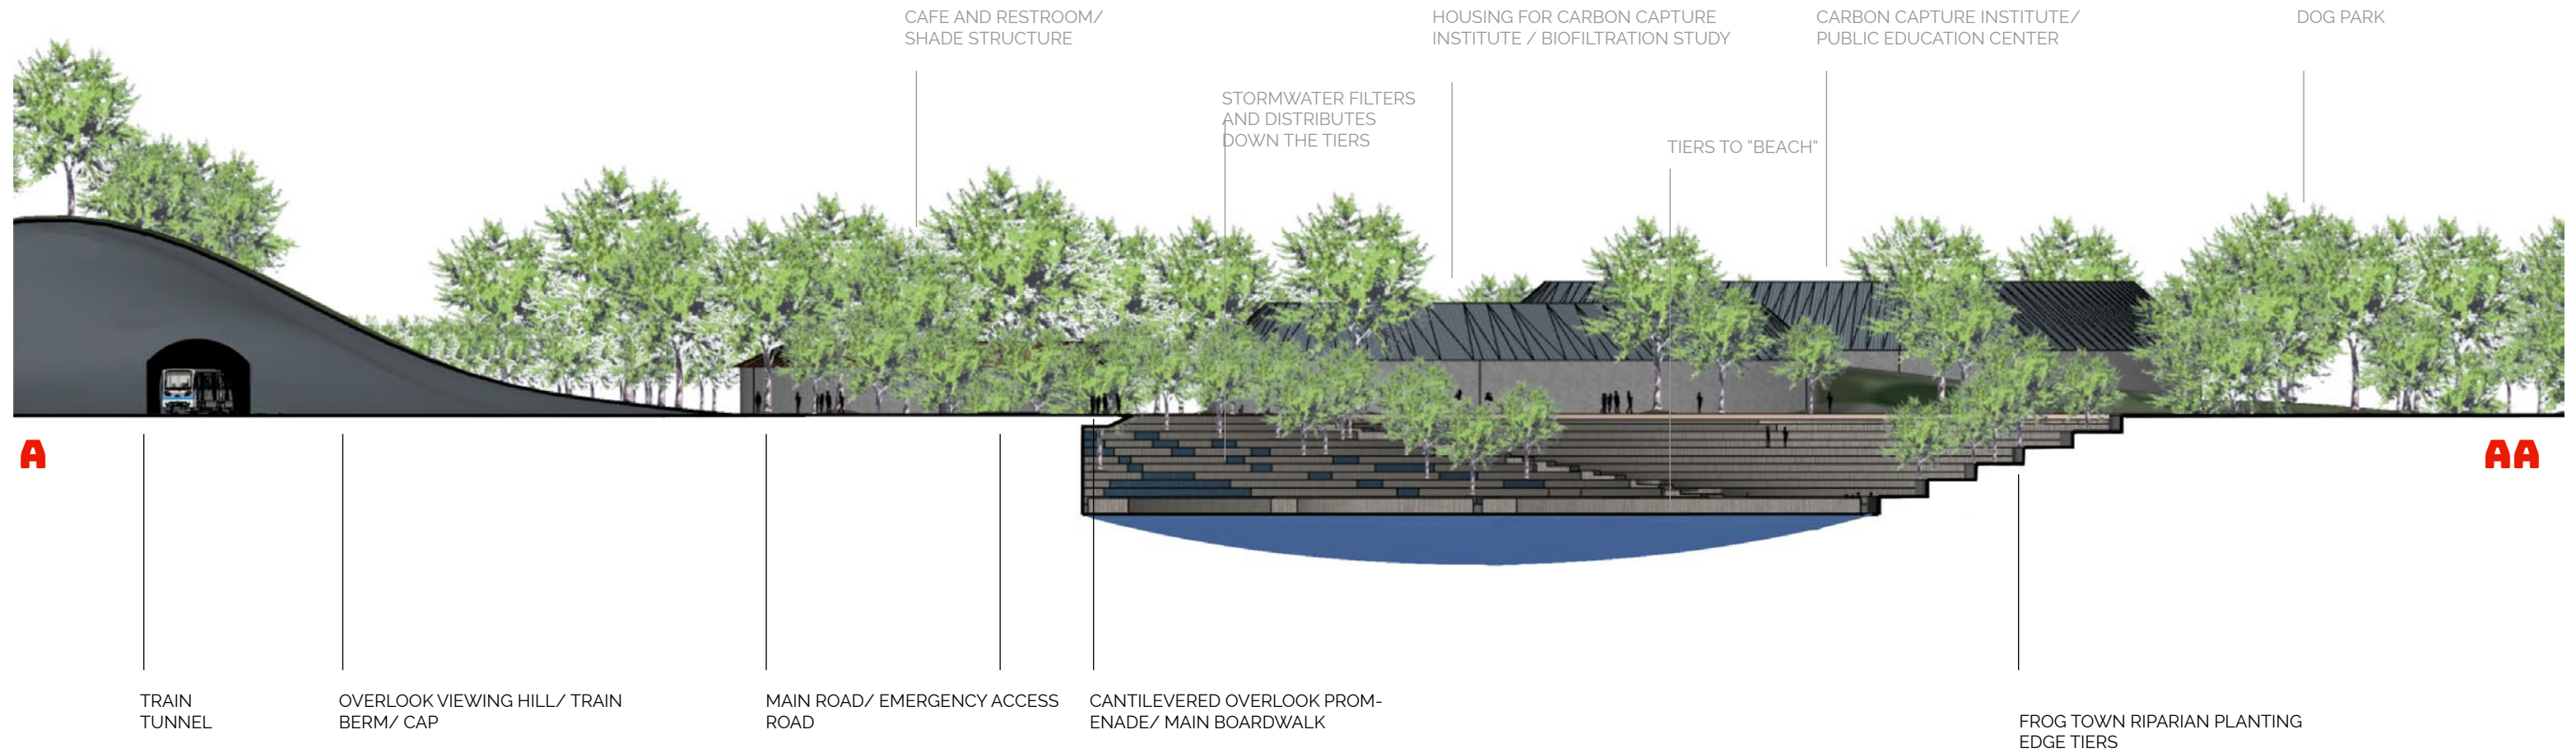 CAFE AND RESTROOM/
SHADE STRUCTURE
HOUSING FOR CARBON CAPTURE
INSTITUTE / BIOFILTRATION STUDY
CARBON CAPTURE INSTITUTE/
PUBLIC EDUCATION CENTER
DOG PARK
STORMWATER FILTERS
AND DISTRIBUTES
DOWN THE TIERS
TIERS TO "BEACH"
A
AA
TRAIN
TUNNEL
OVERLOOK VIEWING HILL/ TRAIN
BERM/ CAP
MAIN ROAD/ EMERGENCY ACCESS
ROAD
CANTILEVERED OVERLOOK PROM-
ENADE/ MAIN BOARDWALK
FROG TOWN RIPARIAN PLANTING
EDGE TIERS